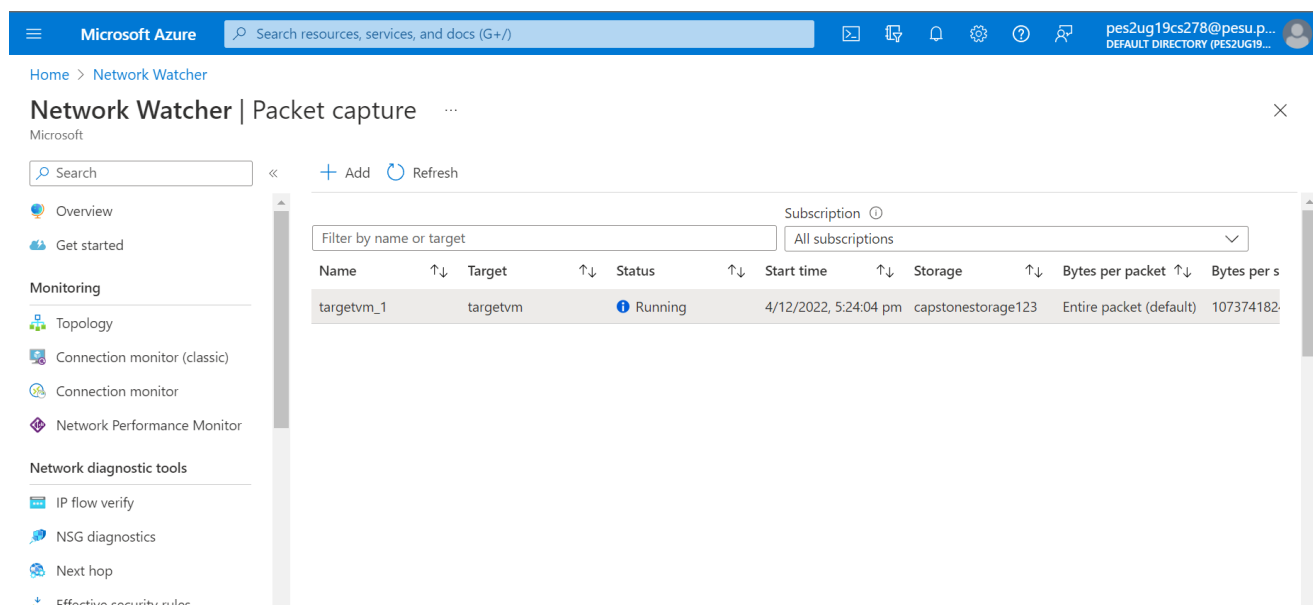 Microsoft Azure
Search resources, services, and docs (G+/)
pes2ug19cs278@pesu.p...
DEFAULT DIRECTORY (PES2UG19...
Home > Network Watcher
Network Watcher | Packet capture ...
Microsoft
Search
«
+ Add Refresh
Overview
Get started
Monitoring
Topology
Connection monitor (classic)
Connection monitor
Network Performance Monitor
Network diagnostic tools
IP flow verify
NSG diagnostics
Next hop
Effective security rules
Subscription
Filter by name or target All subscriptions
Name ↑↓ Target ↑↓ Status ↑↓ Start time ↑↓ Storage ↑↓ Bytes per packet ↑↓ Bytes per s
targetvm_1 targetvm Running 4/12/2022, 5:24:04 pm capstonestorage123 Entire packet (default) 107374182